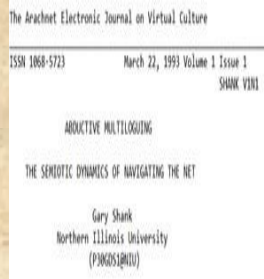 The Arachnet Electronic Journal on Virtual Culture
ISSN 1068-5723 March 22, 1993 Volume 1 Issue 1
SHANK V1N1
ABDUCTIVE MULTILOGUING
THE SEMIOTIC DYNAMICS OF NAVIGATING THE NET
Gary Shank
Northern Illinois University
(P30GDS1@NIU)